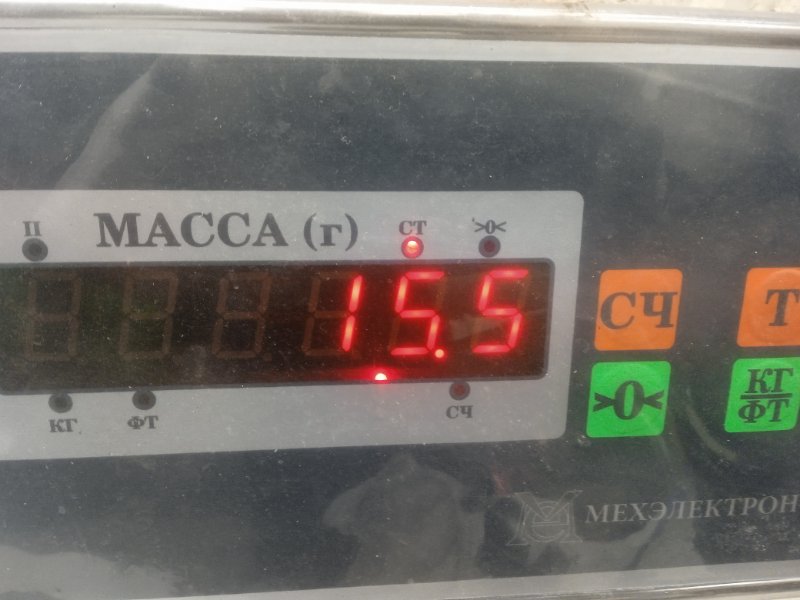 П МАССА (г) СТ >0<
15.5
СЧ Т
КГ ФТ СЧ
>0< КГ/ФТ
МЕХЭЛЕКТРОН